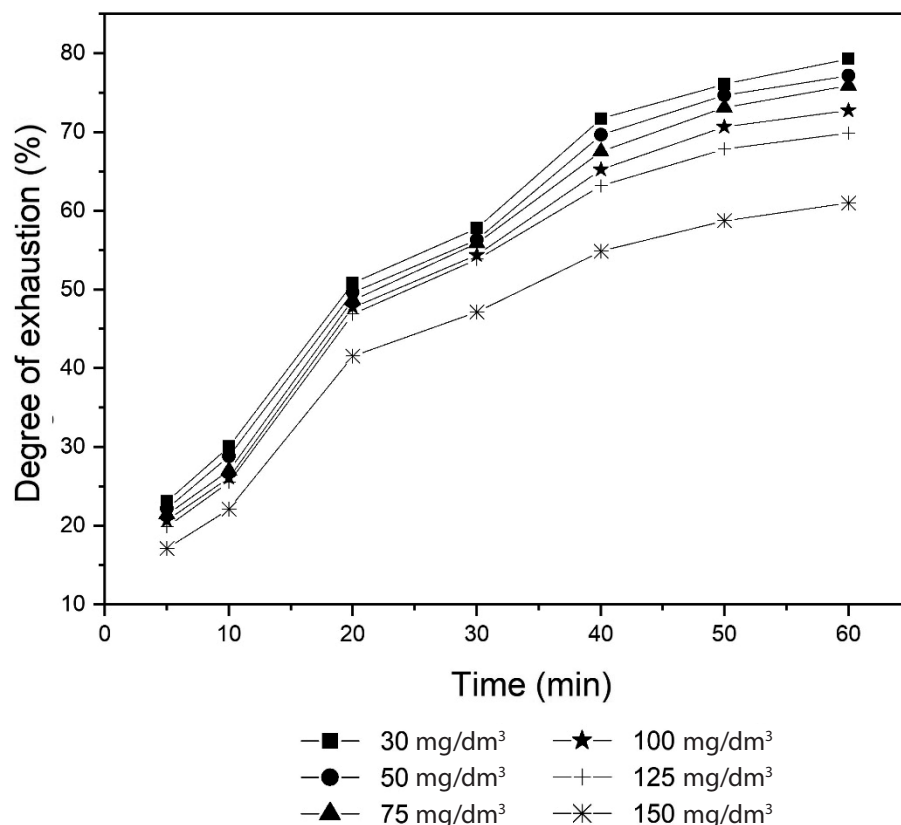 Degree of exhaustion (%)
80
70
60
50
40
30
20
10
0 10 20 30 40 50 60
Time (min)
30 mg/dm³ 100 mg/dm³
50 mg/dm³ 125 mg/dm³
75 mg/dm³ 150 mg/dm³